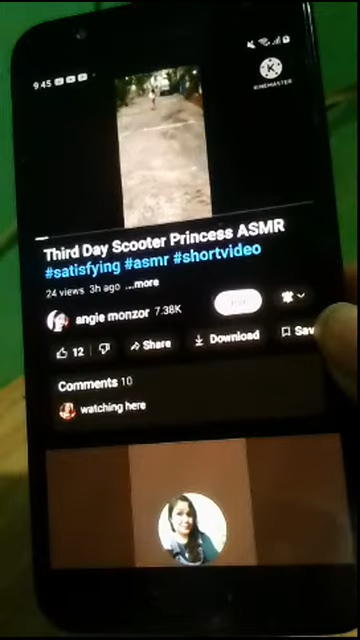 9:45
KINEMASTER
Third Day Scooter Princess ASMR
#satisfying #asmr #shortvideo
24 views 3h ago ...more
angie monzor 7.38K
12 Share Download Sav
Comments 10
watching here